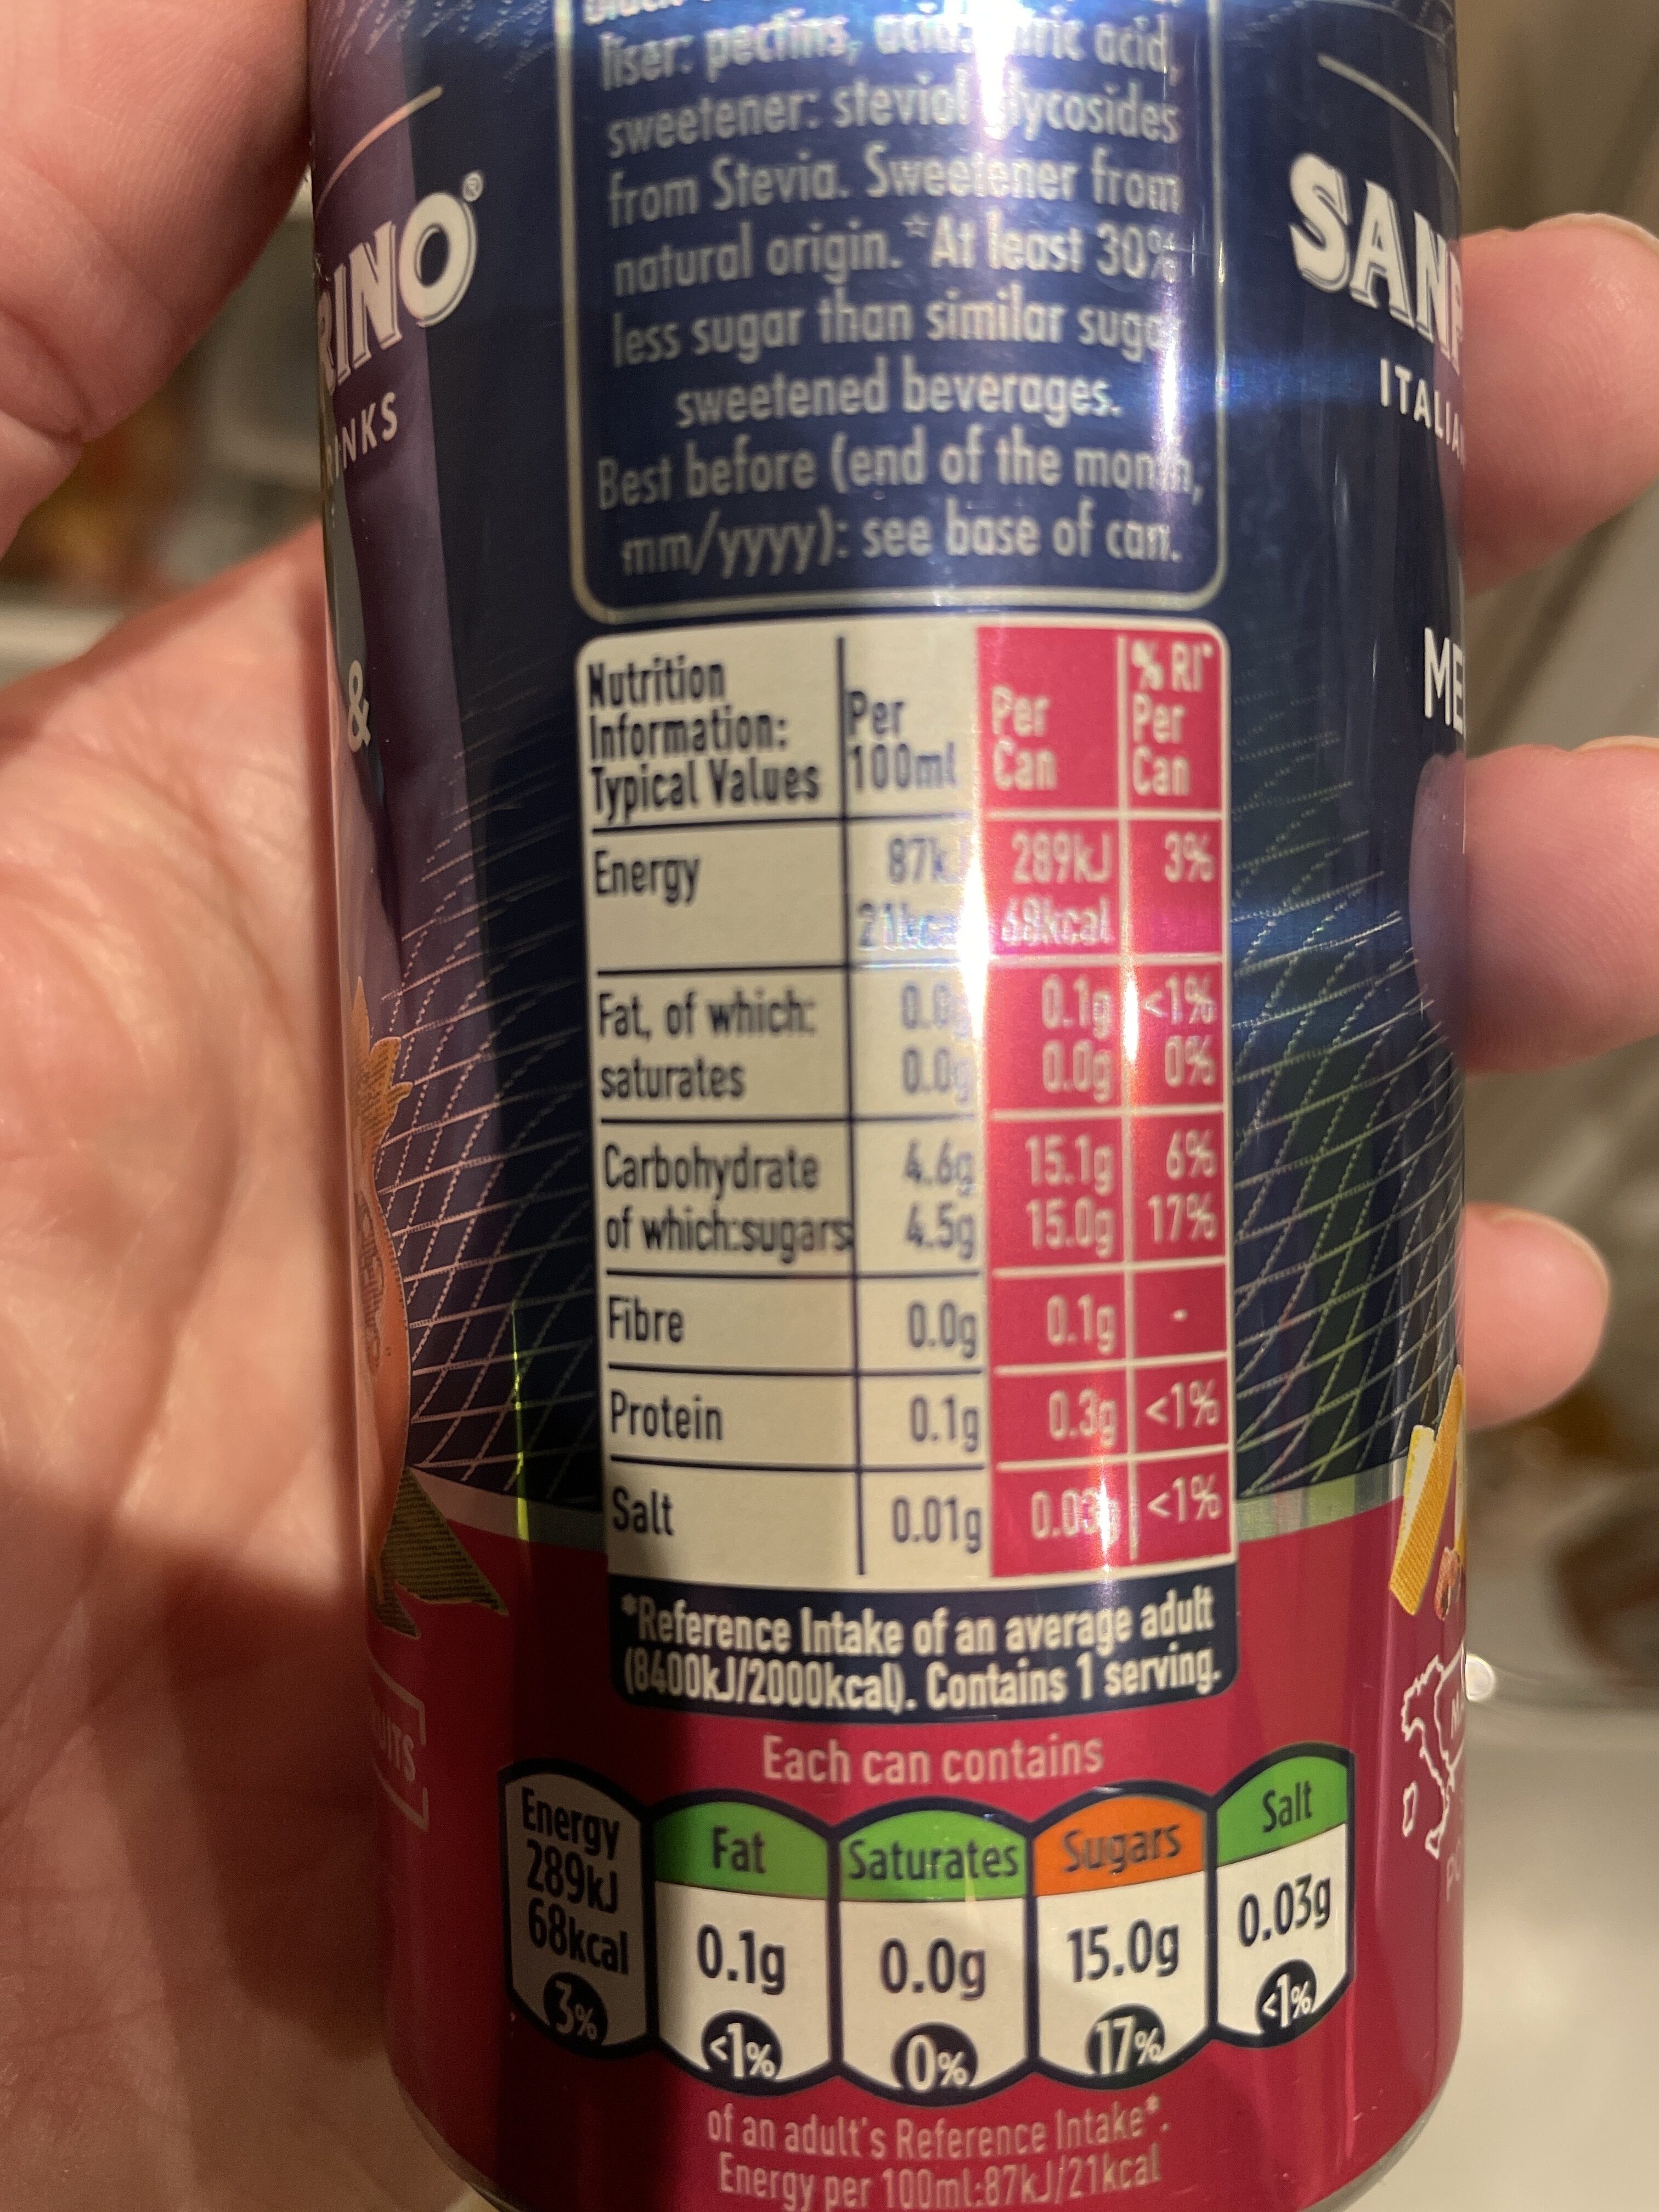 liser: pectins, acid: citric acid,
sweetener: steviol glycosides
from Stevia. Sweetener from
natural origin. *At least 30%
less sugar than similar sugar
sweetened beverages.
Best before (end of the month,
mm/yyyy): see base of can.
RINO®
NKS
&
SANP
ITALIA
ME
Nutrition Information: Typical Values Per 100ml Per Can % RI* Per Can
Energy 87kJ 289kJ 3%
21kcal 68kcal
Fat, of which: 0.0g 0.1g <1%
saturates 0.0g 0.0g 0%
Carbohydrate 4.6g 15.1g 6%
of which:sugars 4.5g 15.0g 17%
Fibre 0.0g 0.1g -
Protein 0.1g 0.3g <1%
Salt 0.01g 0.03g <1%
*Reference Intake of an average adult
(8400kJ/2000kcal). Contains 1 serving.
UITS
Each can contains
Energy 289kJ 68kcal 3%
Fat 0.1g <1%
Saturates 0.0g 0%
Sugars 15.0g 17%
Salt 0.03g <1%
of an adult's Reference Intake*.
Energy per 100ml:87kJ/21kcal